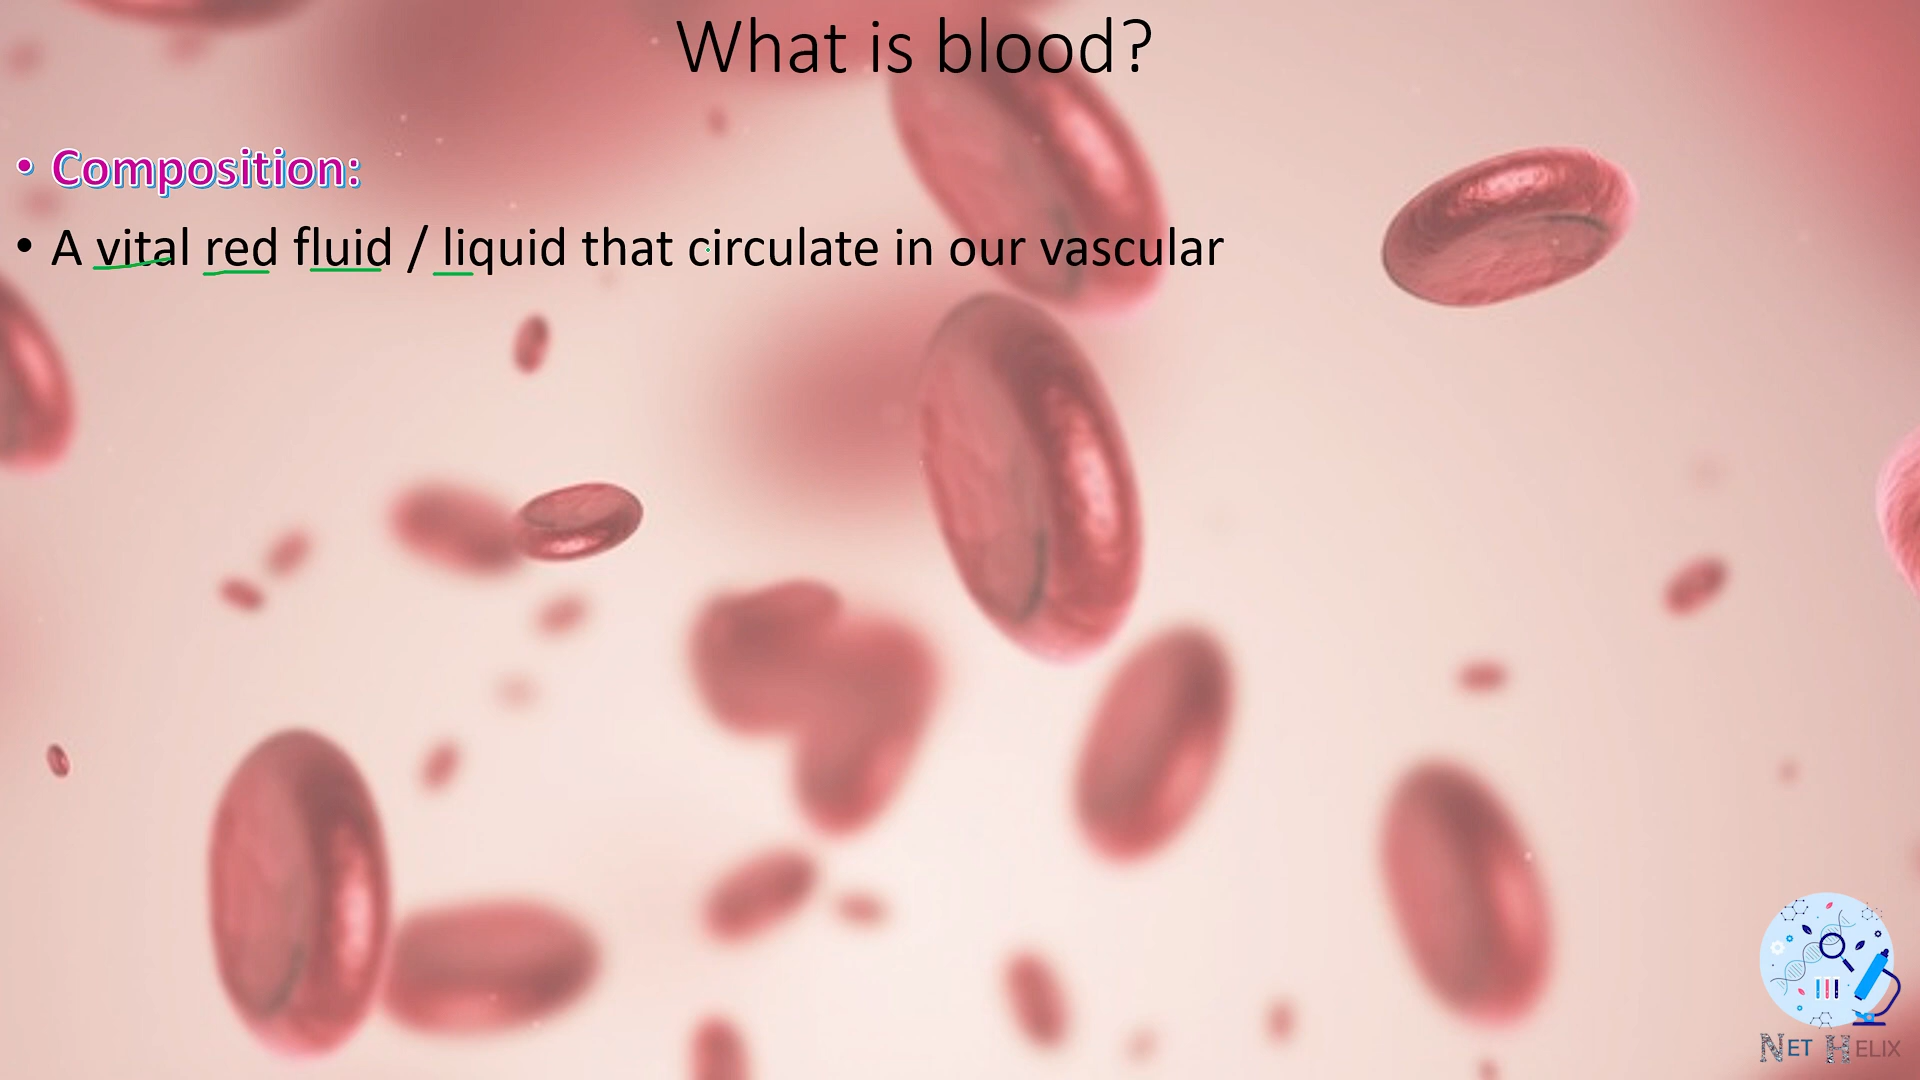 What is blood?
• Composition:
• A vital red fluid / liquid that circulate in our vascular
NET HELIX